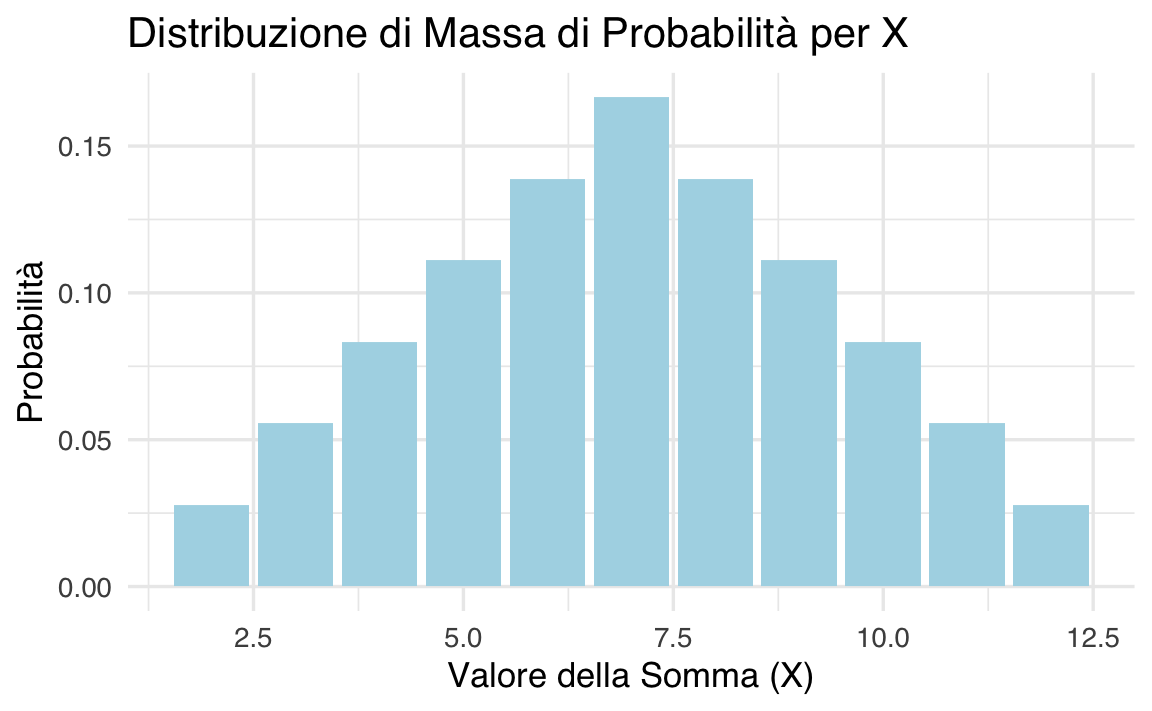 Distribuzione di Massa di Probabilità per X
Probabilità
0.15
0.10
0.05
0.00
2.5 5.0 7.5 10.0 12.5
Valore della Somma (X)